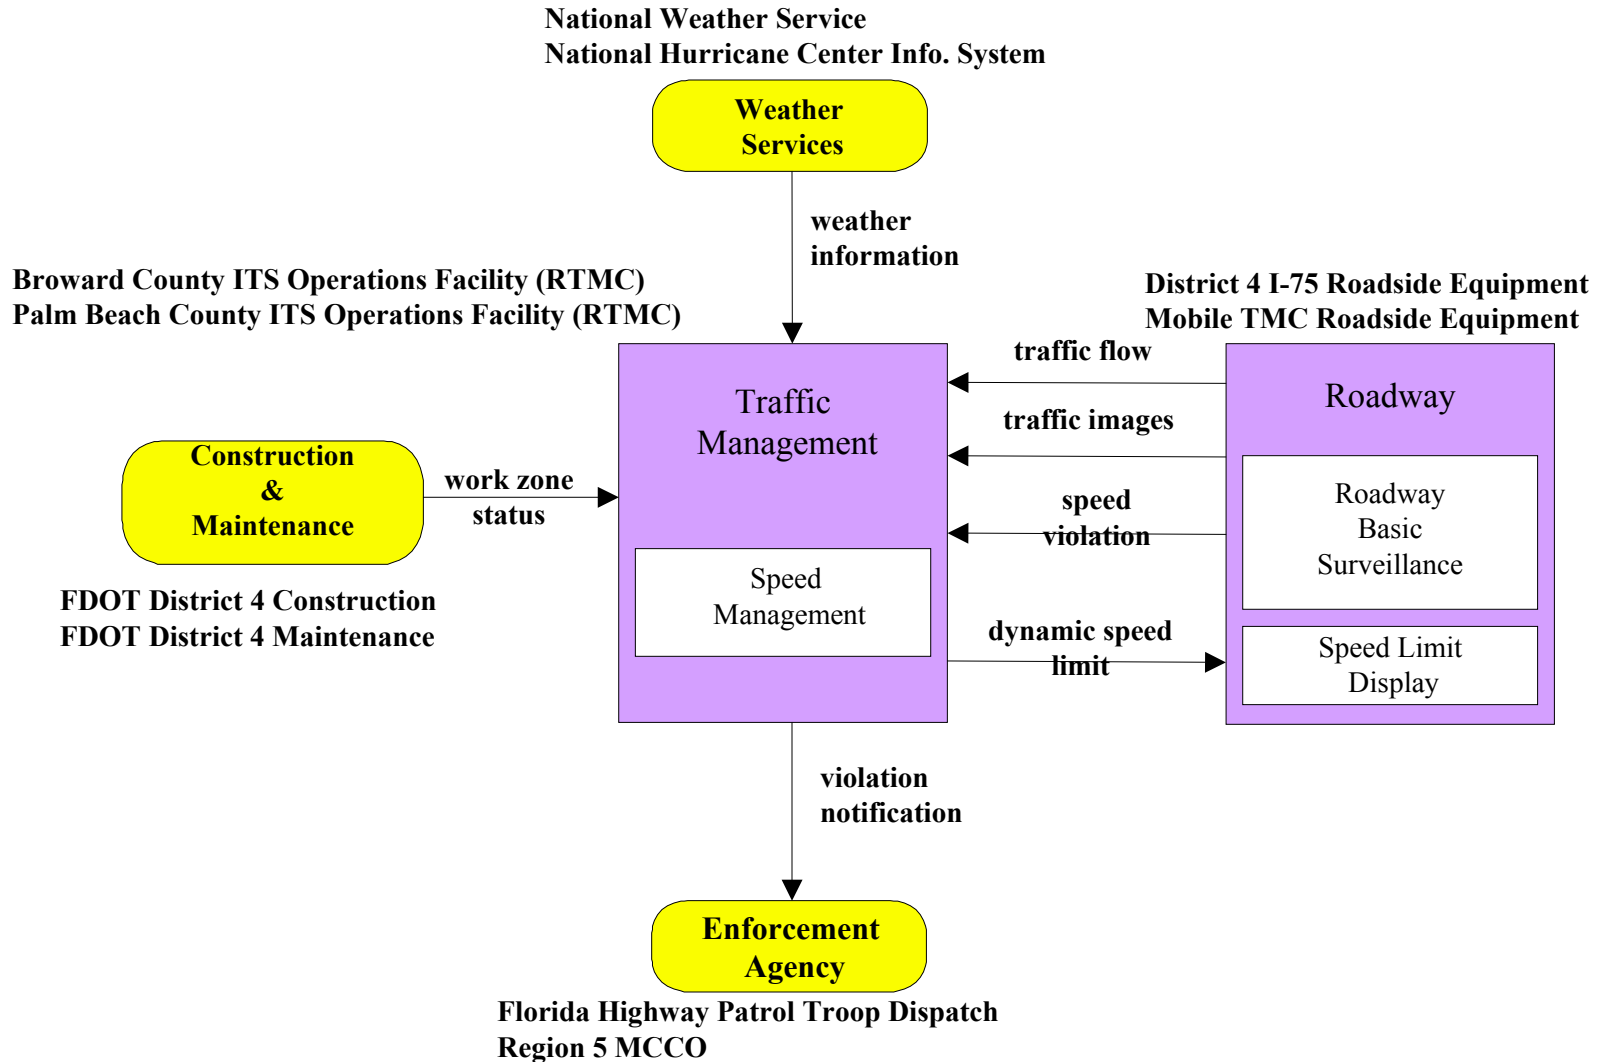 National Weather Service
National Hurricane Center Info. System
Weather
Services
weather
information
Broward County ITS Operations Facility (RTMC)
Palm Beach County ITS Operations Facility (RTMC)
District 4 I-75 Roadside Equipment
Mobile TMC Roadside Equipment
Traffic
Management
Speed
Management
traffic flow
traffic images
speed
violation
dynamic speed
limit
Roadway
Roadway
Basic
Surveillance
Speed Limit
Display
Construction
&
Maintenance
work zone
status
FDOT District 4 Construction
FDOT District 4 Maintenance
violation
notification
Enforcement
Agency
Florida Highway Patrol Troop Dispatch
Region 5 MCCO